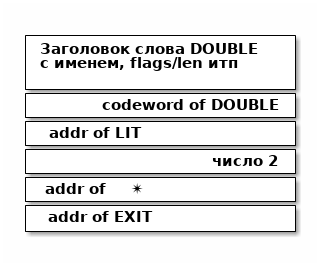 Заголовок слова DOUBLE
с именем, flags/len итп
codeword of DOUBLE
addr of LIT
число 2
addr of *
addr of EXIT